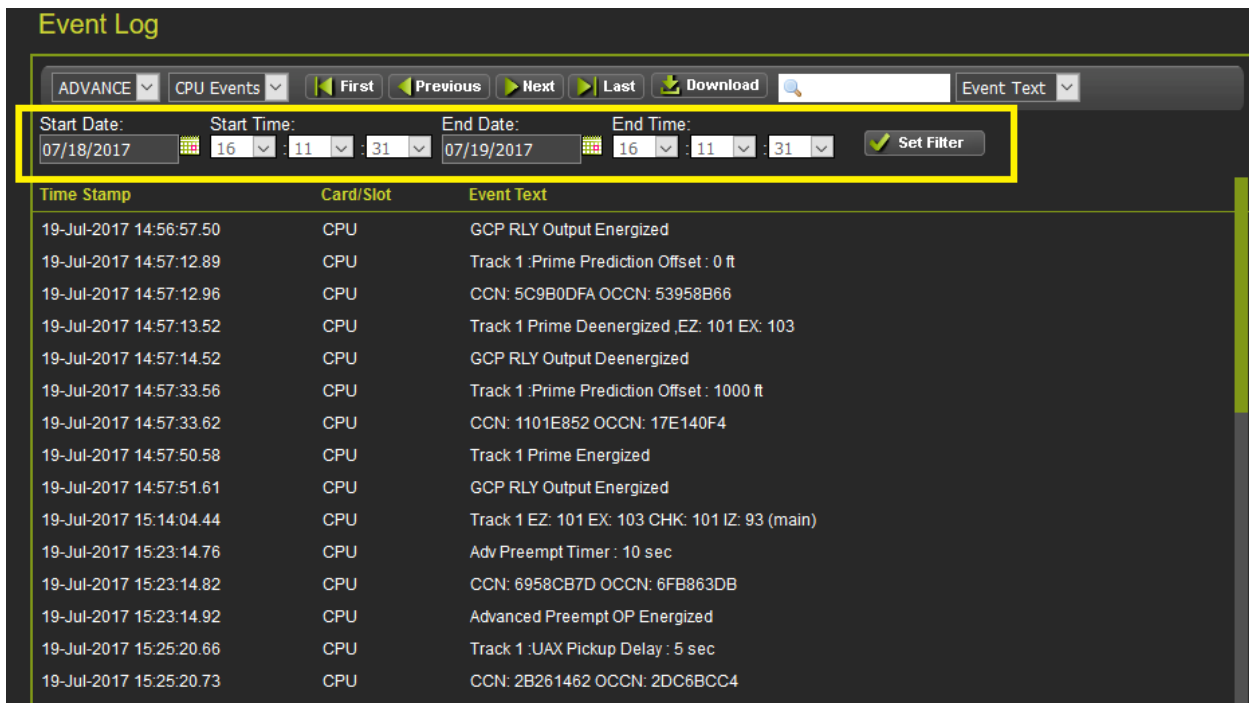 Event Log
ADVANCE CPU Events First Previous Next Last Download Event Text
Start Date: Start Time: End Date: End Time:
07/18/2017 16 : 11 : 31 07/19/2017 16 : 11 : 31 Set Filter
Time Stamp Card/Slot Event Text
19-Jul-2017 14:56:57.50 CPU GCP RLY Output Energized
19-Jul-2017 14:57:12.89 CPU Track 1 :Prime Prediction Offset : 0 ft
19-Jul-2017 14:57:12.96 CPU CCN: 5C9B0DFA OCCN: 53958B66
19-Jul-2017 14:57:13.52 CPU Track 1 Prime Deenergized ,EZ: 101 EX: 103
19-Jul-2017 14:57:14.52 CPU GCP RLY Output Deenergized
19-Jul-2017 14:57:33.56 CPU Track 1 :Prime Prediction Offset : 1000 ft
19-Jul-2017 14:57:33.62 CPU CCN: 1101E852 OCCN: 17E140F4
19-Jul-2017 14:57:50.58 CPU Track 1 Prime Energized
19-Jul-2017 14:57:51.61 CPU GCP RLY Output Energized
19-Jul-2017 15:14:04.44 CPU Track 1 EZ: 101 EX: 103 CHK: 101 IZ: 93 (main)
19-Jul-2017 15:23:14.76 CPU Adv Preempt Timer : 10 sec
19-Jul-2017 15:23:14.82 CPU CCN: 6958CB7D OCCN: 6FB863DB
19-Jul-2017 15:23:14.92 CPU Advanced Preempt OP Energized
19-Jul-2017 15:25:20.66 CPU Track 1 :UAX Pickup Delay : 5 sec
19-Jul-2017 15:25:20.73 CPU CCN: 2B261462 OCCN: 2DC6BCC4